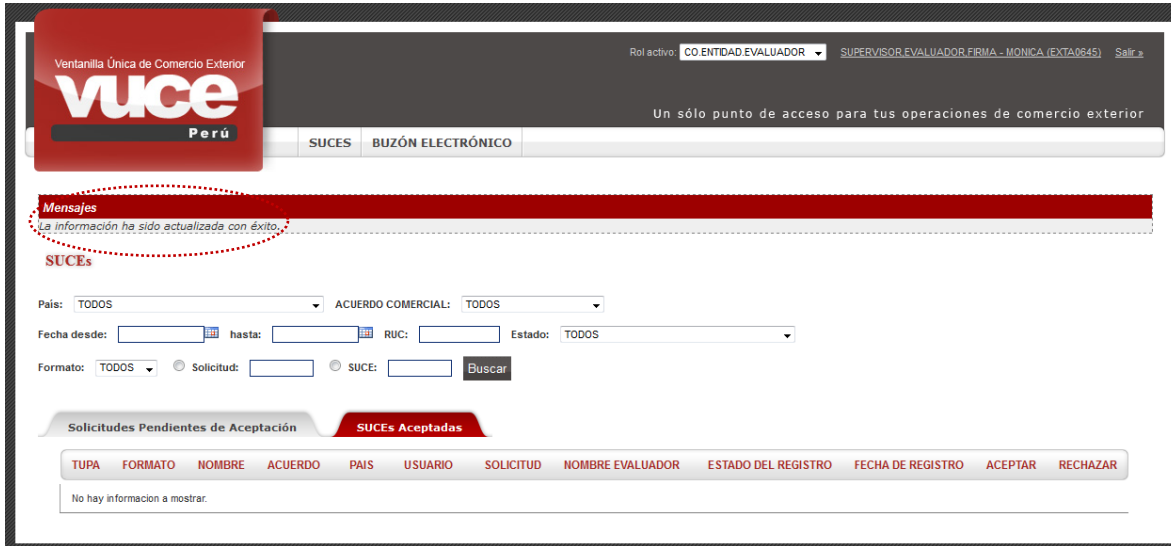 Ventanilla Única de Comercio Exterior
vuce
Perú
Rol activo: CO.ENTIDAD.EVALUADOR SUPERVISOR.EVALUADOR.FIRMA - MONICA (EXTA0645) Salir »
Un sólo punto de acceso para tus operaciones de comercio exterior
SUCES BUZÓN ELECTRÓNICO
Mensajes
La información ha sido actualizada con éxito.
SUCEs
Pais: TODOS ACUERDO COMERCIAL: TODOS
Fecha desde: hasta: RUC: Estado: TODOS
Formato: TODOS Solicitud: SUCE: Buscar
Solicitudes Pendientes de Aceptación SUCEs Aceptadas
TUPA FORMATO NOMBRE ACUERDO PAIS USUARIO SOLICITUD NOMBRE EVALUADOR ESTADO DEL REGISTRO FECHA DE REGISTRO ACEPTAR RECHAZAR
No hay informacion a mostrar.